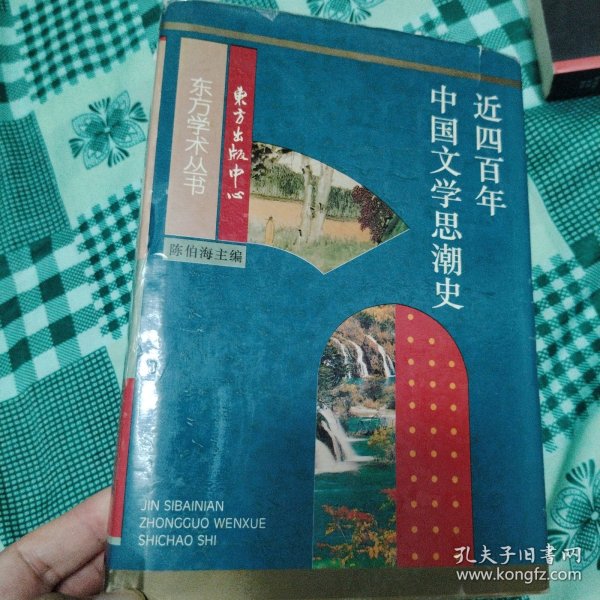 近四百年
中国文学思潮史
東方出版中心
东方学术丛书
陈伯海主编
JIN SIBAINIAN
ZHONGGUO WENXUE
SHICHAO SHI
孔夫子旧书网
www.kongfz.com